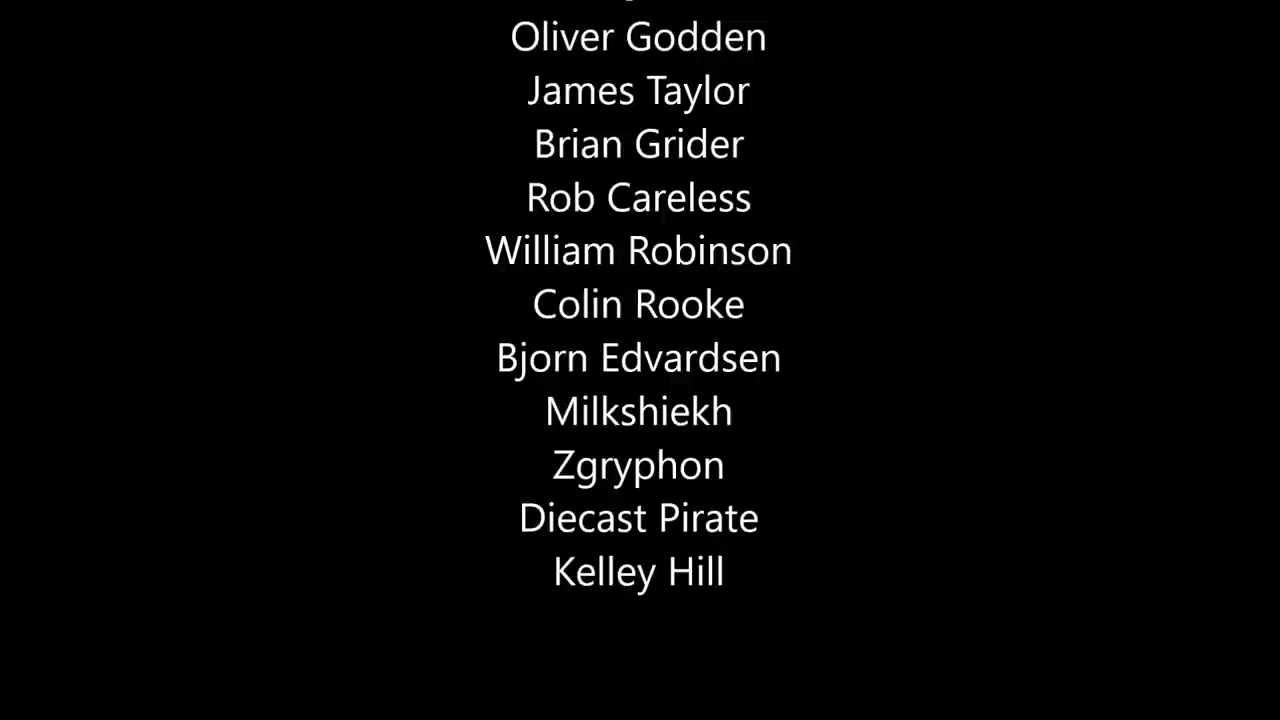 Oliver Godden
James Taylor
Brian Grider
Rob Careless
William Robinson
Colin Rooke
Bjorn Edvardsen
Milkshiekh
Zgryphon
Diecast Pirate
Kelley Hill